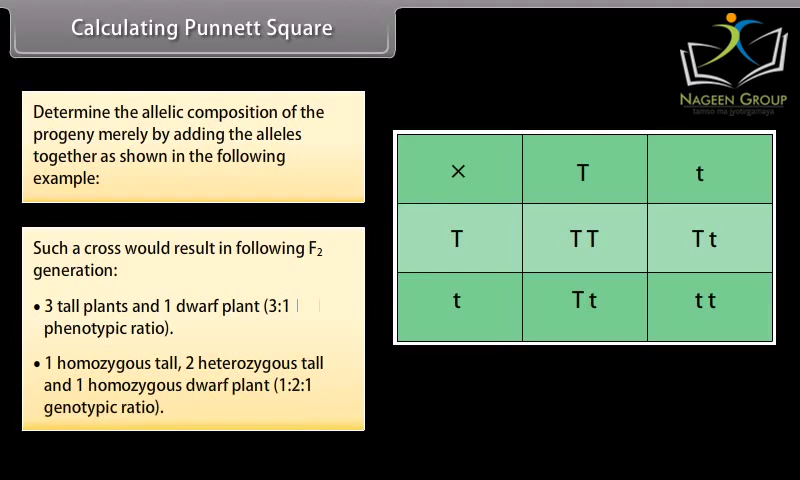 Calculating Punnett Square
NAGEEN GROUP
tamso ma jyotirgamaya
Determine the allelic composition of the
progeny merely by adding the alleles
together as shown in the following
example:
Such a cross would result in following F₂
generation:
• 3 tall plants and 1 dwarf plant (3:1
phenotypic ratio).
• 1 homozygous tall, 2 heterozygous tall
and 1 homozygous dwarf plant (1:2:1
genotypic ratio).
× T t
T T T T t
t T t t t